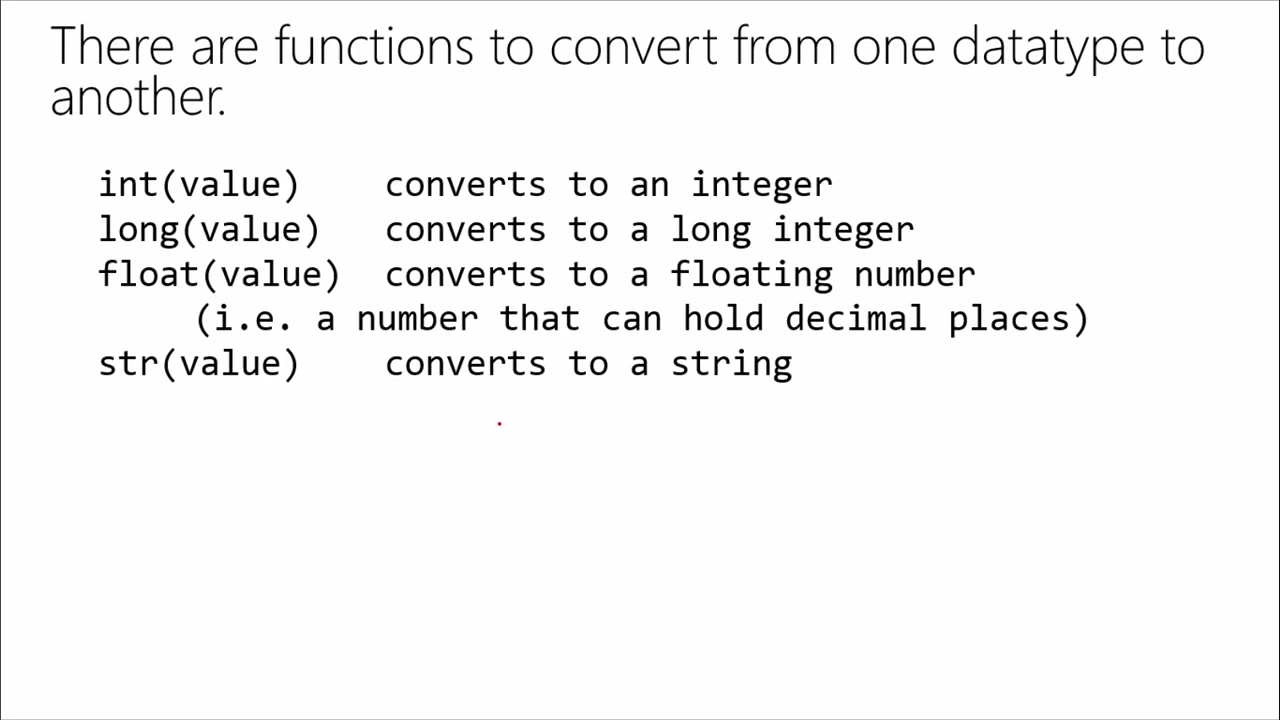 There are functions to convert from one datatype to
another.
int(value) converts to an integer
long(value) converts to a long integer
float(value) converts to a floating number
(i.e. a number that can hold decimal places)
str(value) converts to a string